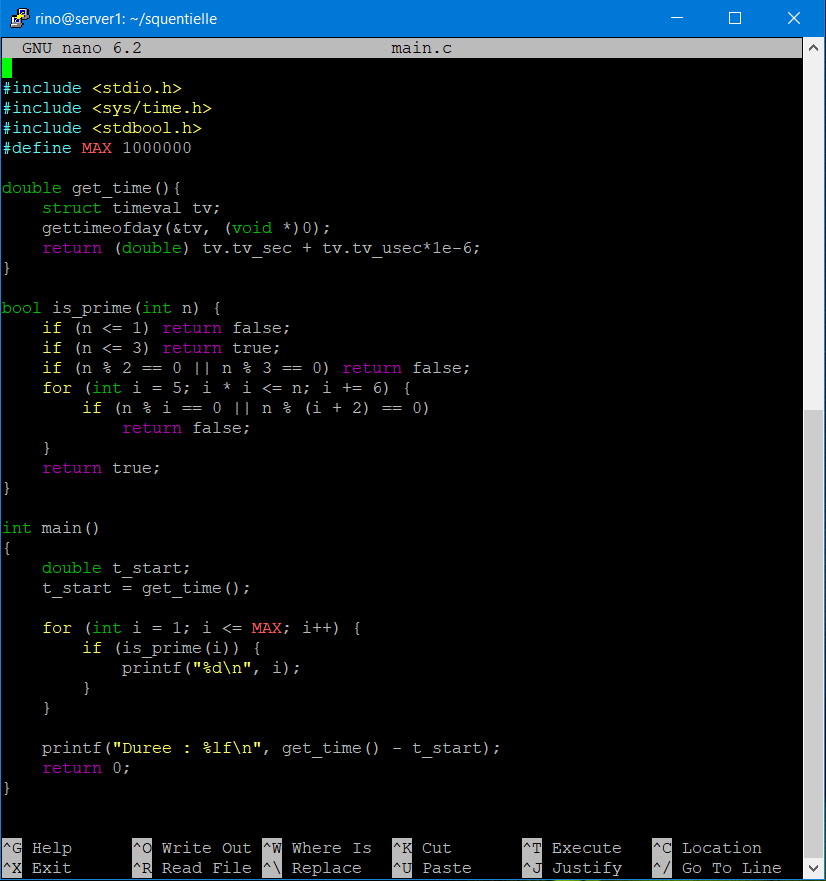 rino@server1: ~/squentielle
GNU nano 6.2 main.c
#include <stdio.h>
#include <sys/time.h>
#include <stdbool.h>
#define MAX 1000000
double get_time(){
    struct timeval tv;
    gettimeofday(&tv, (void *)0);
    return (double) tv.tv_sec + tv.tv_usec*1e-6;
}
bool is_prime(int n) {
    if (n <= 1) return false;
    if (n <= 3) return true;
    if (n % 2 == 0 || n % 3 == 0) return false;
    for (int i = 5; i * i <= n; i += 6) {
        if (n % i == 0 || n % (i + 2) == 0)
            return false;
    }
    return true;
}
int main()
{
    double t_start;
    t_start = get_time();
    for (int i = 1; i <= MAX; i++) {
        if (is_prime(i)) {
            printf("%d\n", i);
        }
    }
    printf("Duree : %lf\n", get_time() - t_start);
    return 0;
}
^G Help ^O Write Out ^W Where Is ^K Cut ^T Execute ^C Location
^X Exit ^R Read File ^\ Replace ^U Paste ^J Justify ^/ Go To Line